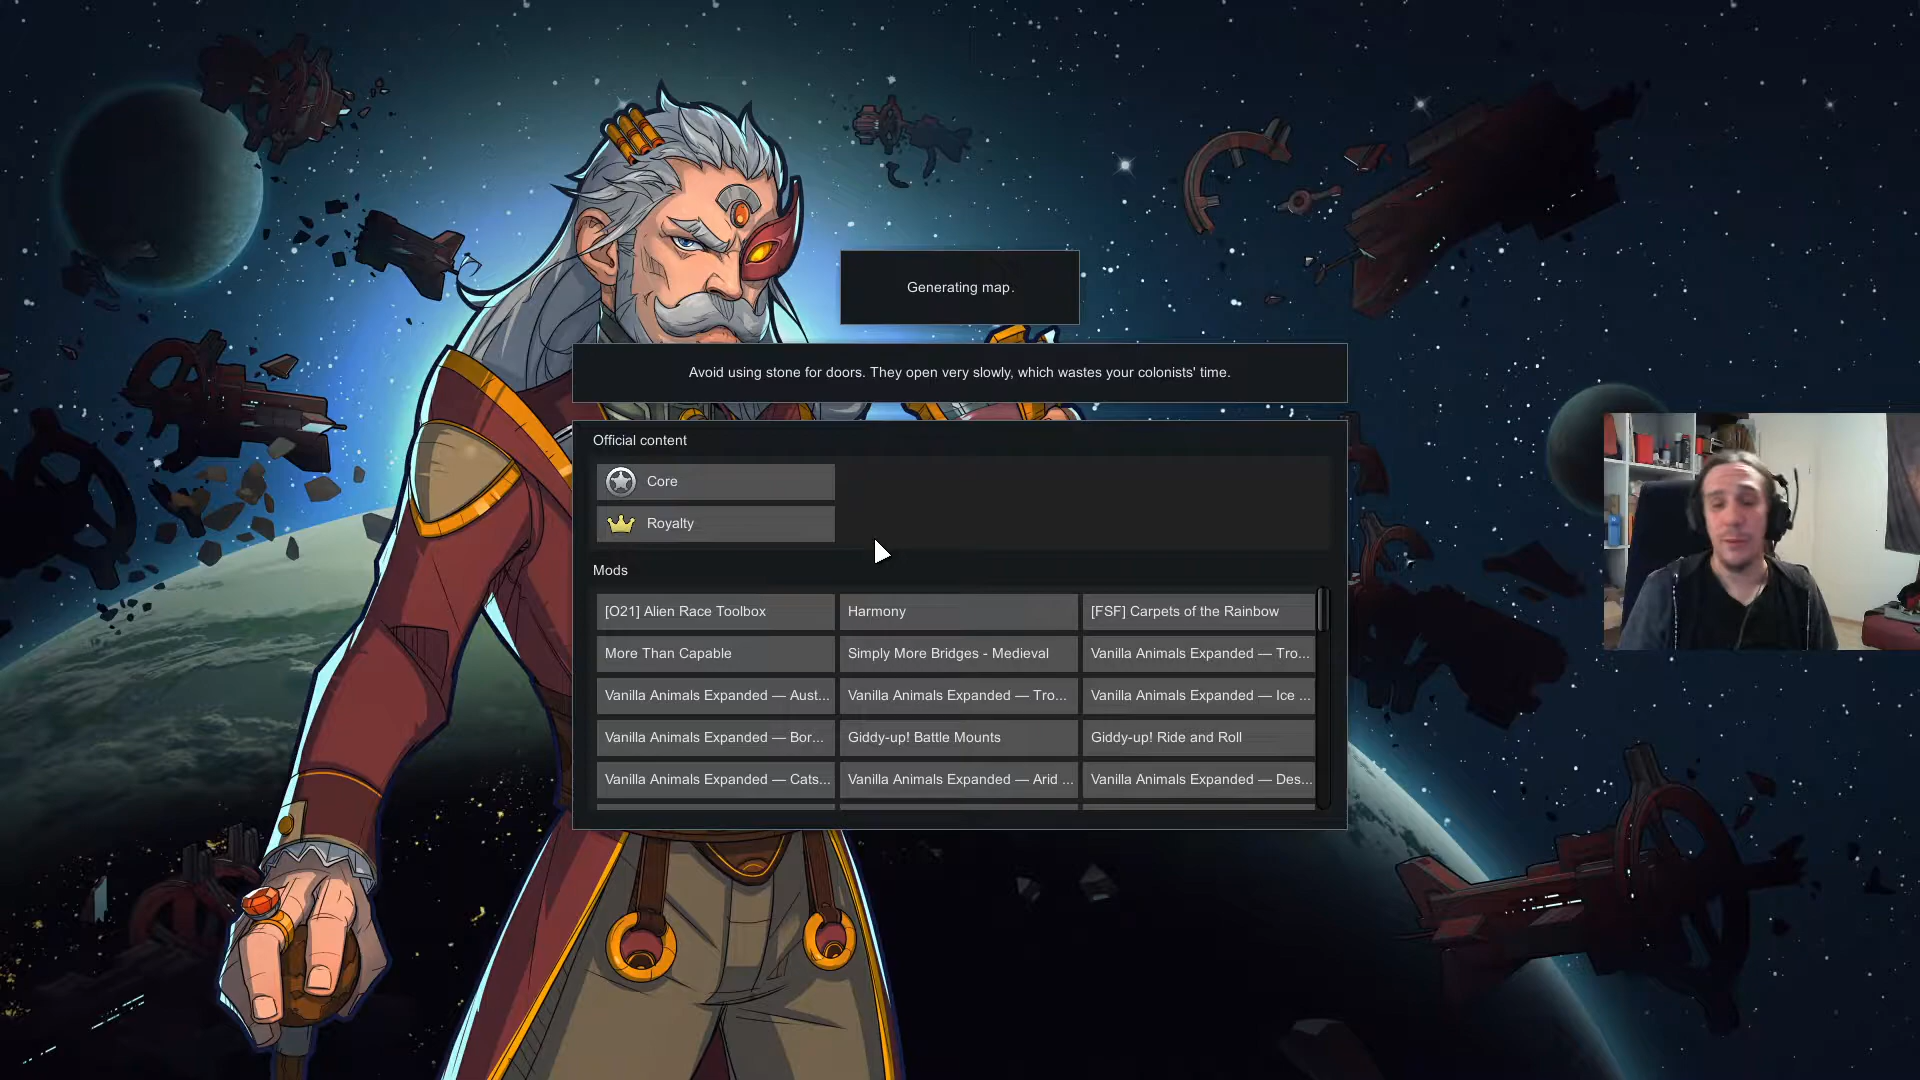 Generating map.
Avoid using stone for doors. They open very slowly, which wastes your colonists' time.
Official content
Core
Royalty
Mods
[O21] Alien Race Toolbox
Harmony
[FSF] Carpets of the Rainbow
More Than Capable
Simply More Bridges - Medieval
Vanilla Animals Expanded — Tro...
Vanilla Animals Expanded — Aust...
Vanilla Animals Expanded — Tro...
Vanilla Animals Expanded — Ice ...
Vanilla Animals Expanded — Bor...
Giddy-up! Battle Mounts
Giddy-up! Ride and Roll
Vanilla Animals Expanded — Cats...
Vanilla Animals Expanded — Arid ...
Vanilla Animals Expanded — Des...